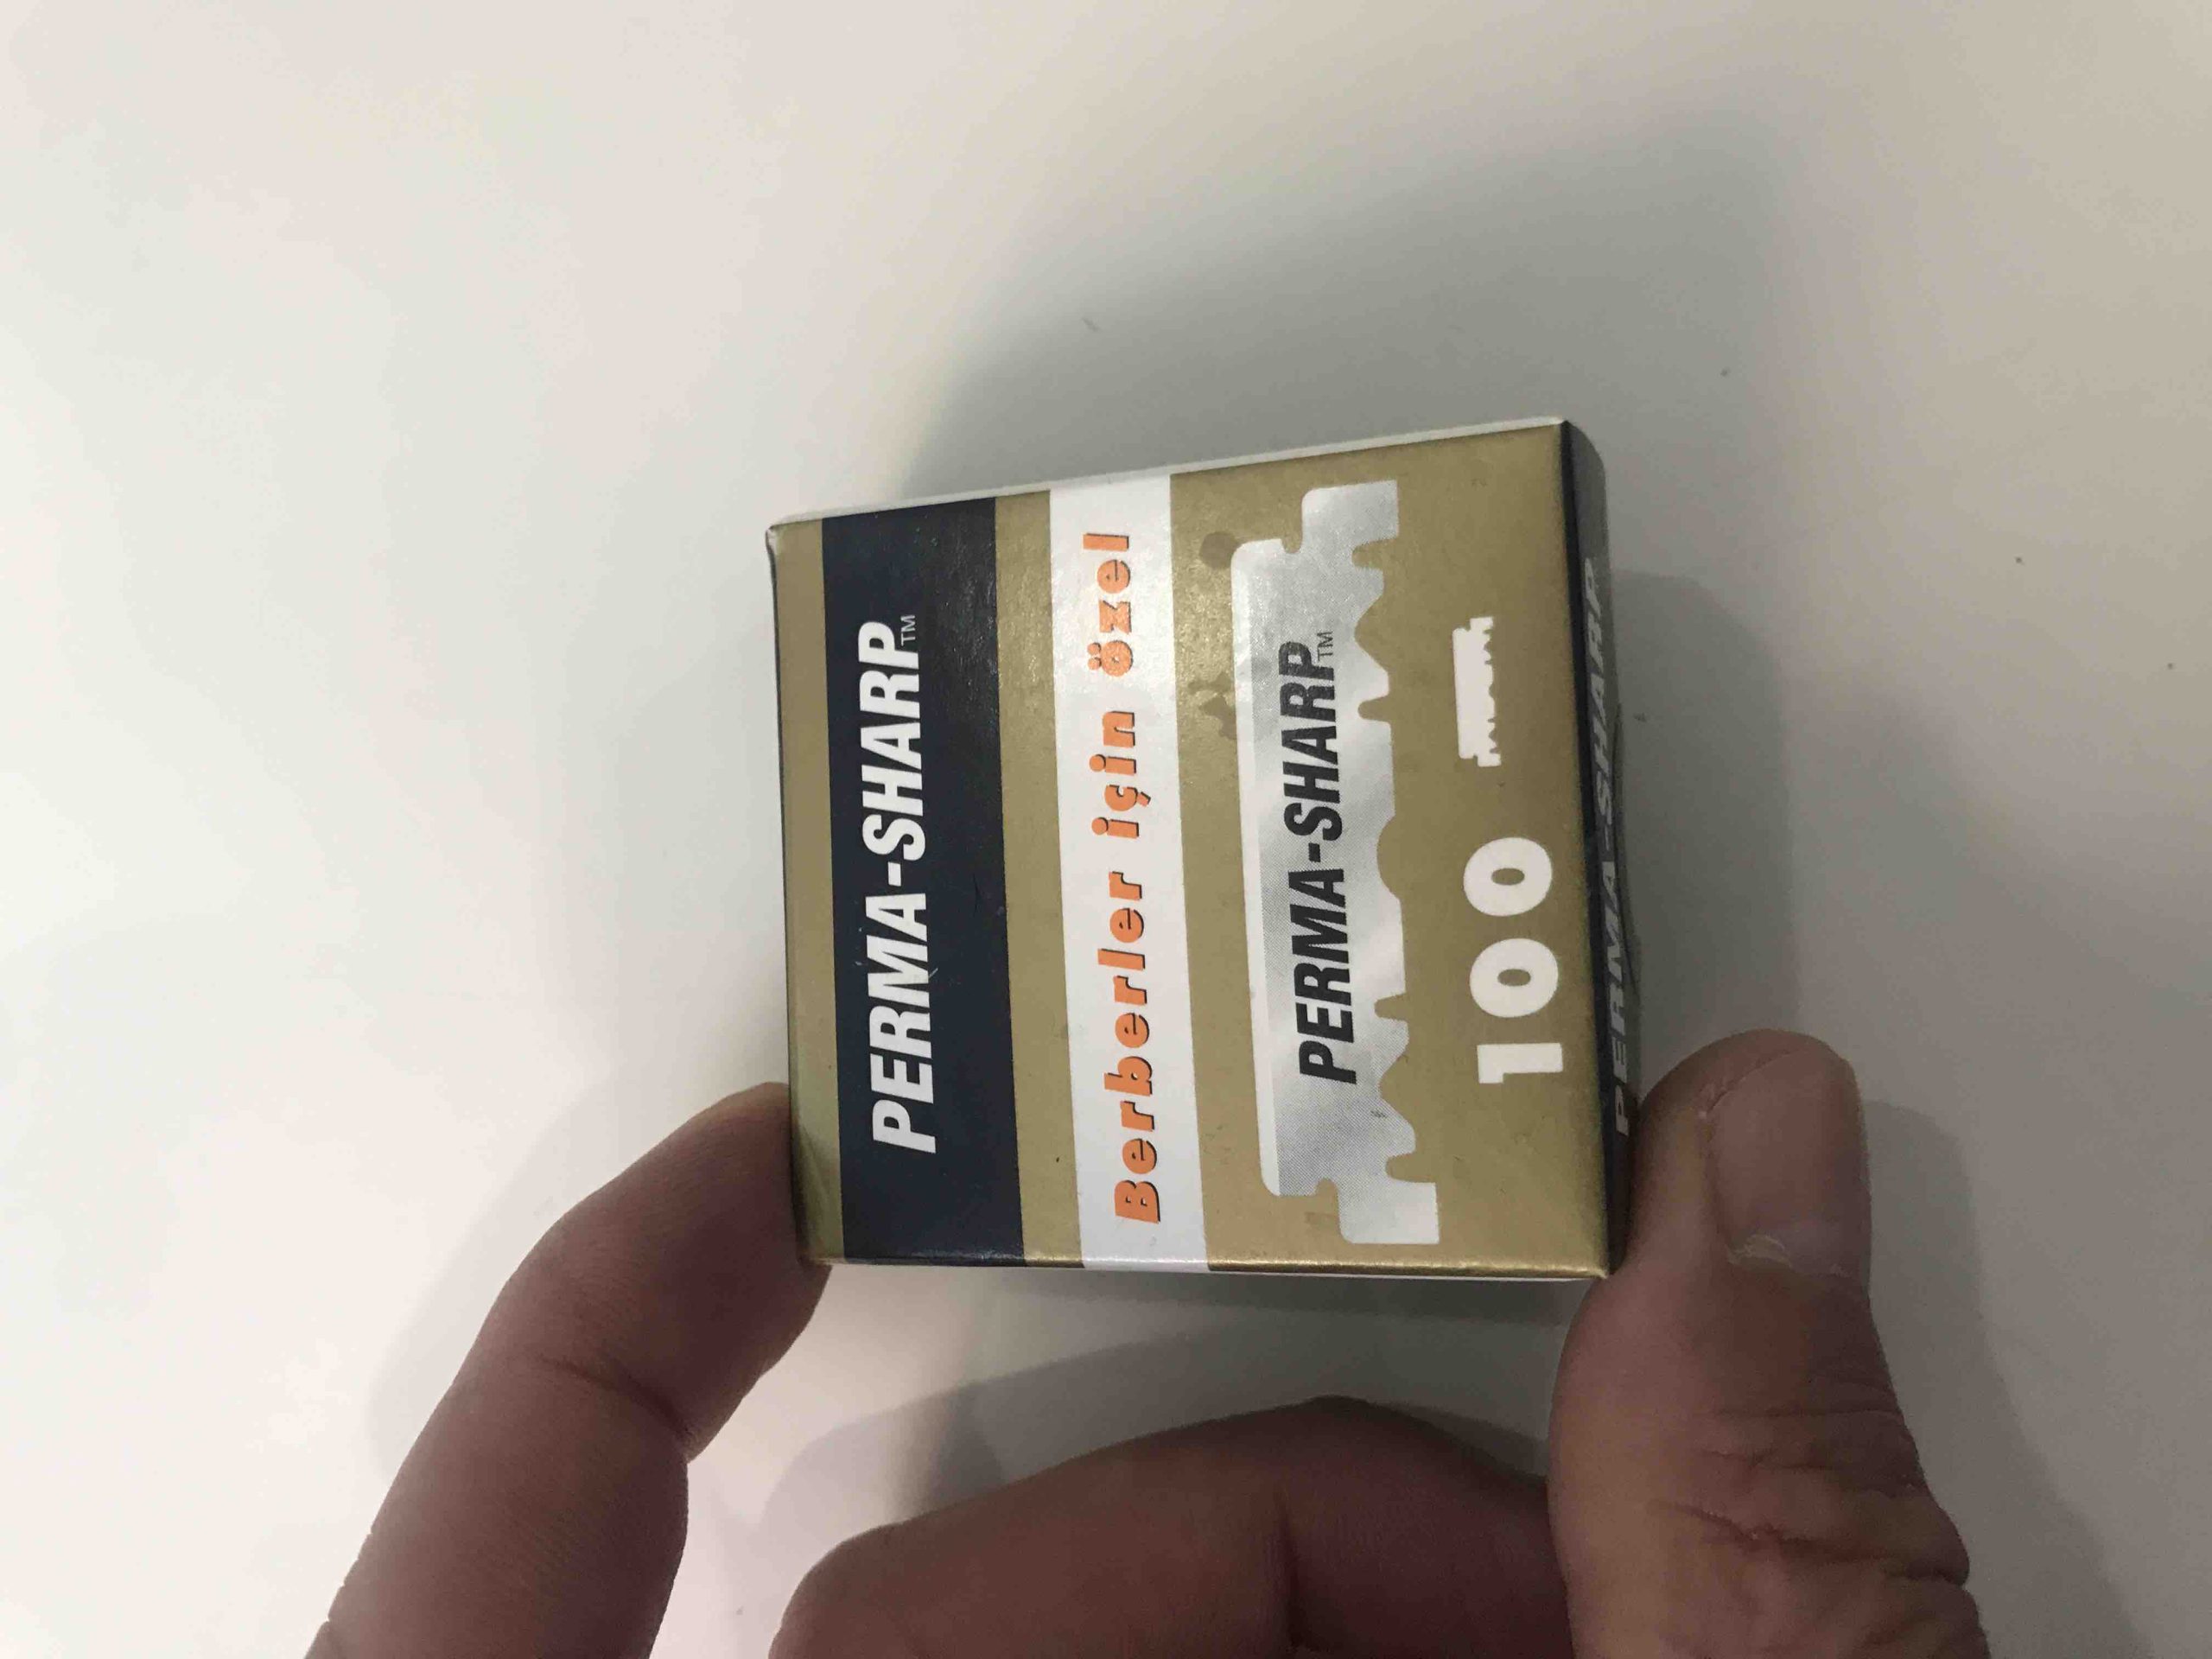 PERMA-SHARP™
Berberler için özel
PERMA-SHARP™
100
PERMA-SHARP